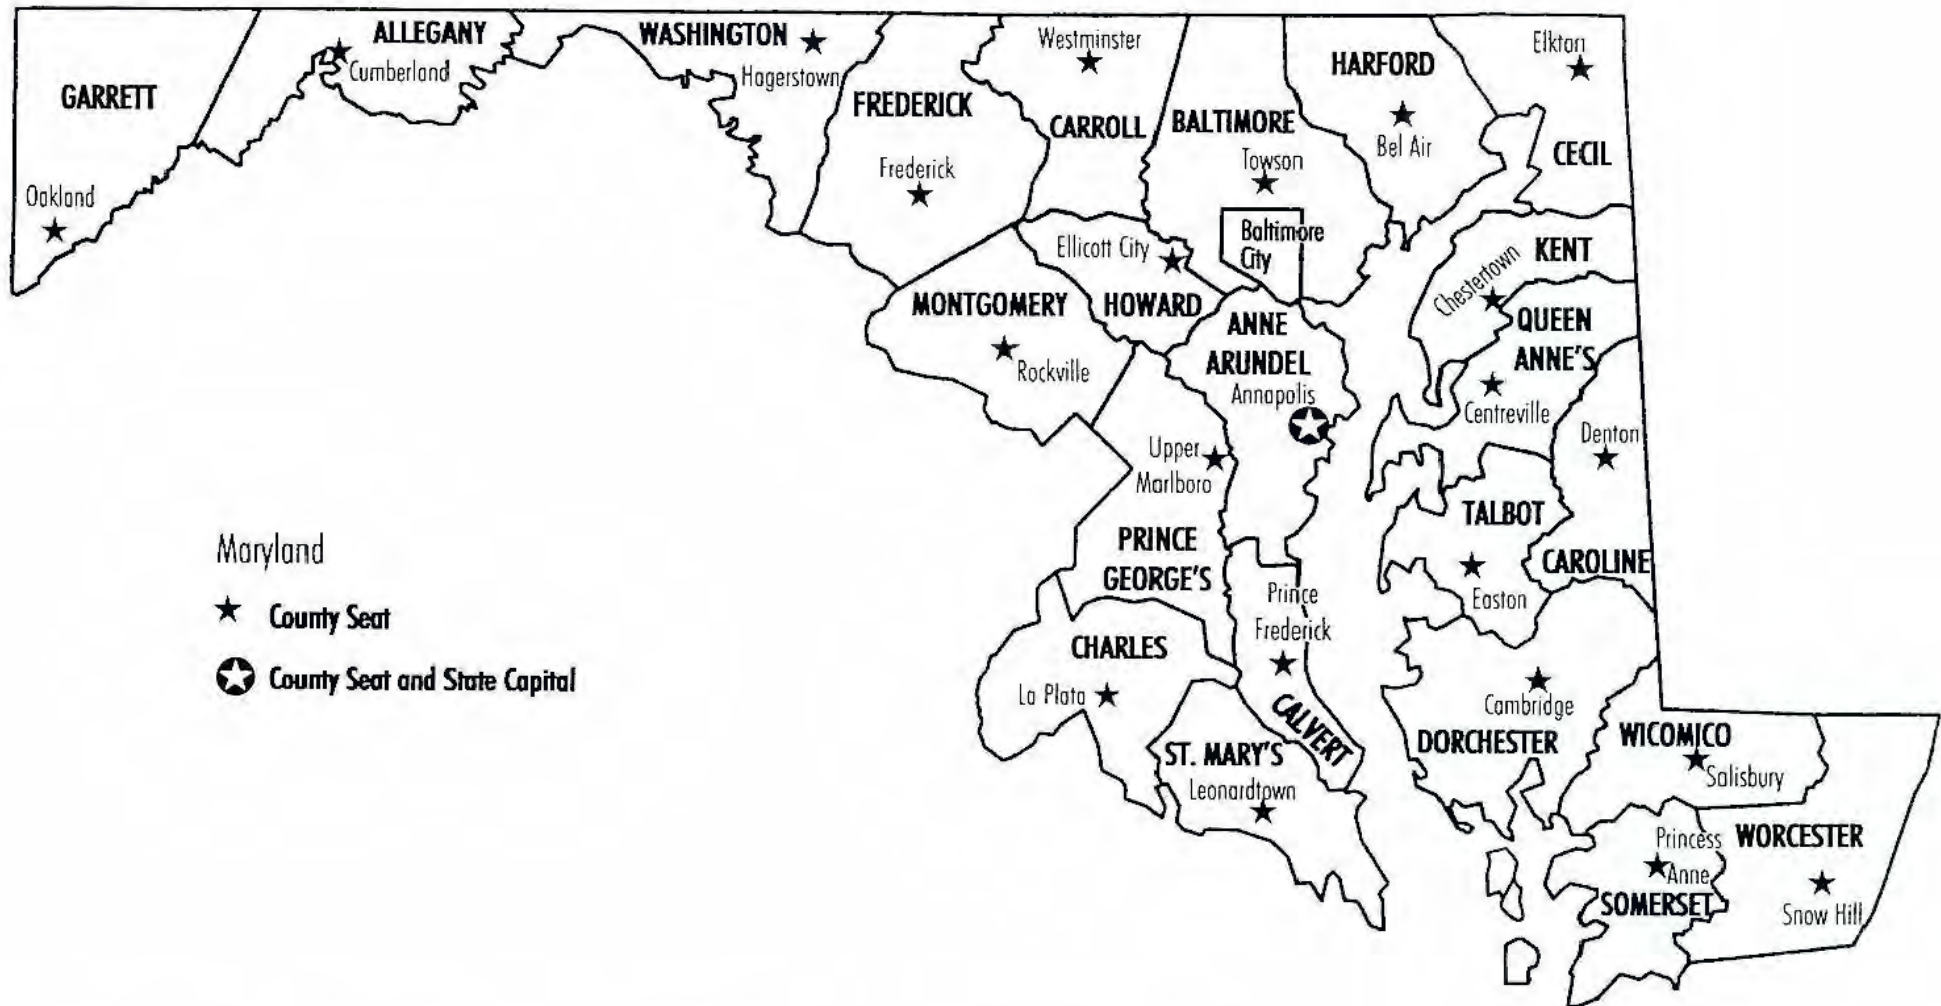 GARRETT
Oakland
ALLEGANY
Cumberland
WASHINGTON
Hagerstown
FREDERICK
Frederick
Westminster
CARROLL
BALTIMORE
Towson
Baltimore
City
HARFORD
Bel Air
Elkton
CECIL
KENT
Chestertown
QUEEN
ANNE'S
Centreville
Ellicott City
HOWARD
MONTGOMERY
Rockville
ANNE
ARUNDEL
Annapolis
Upper
Marlboro
PRINCE
GEORGE'S
Denton
CAROLINE
TALBOT
Easton
Prince
Frederick
CALVERT
CHARLES
La Plata
ST. MARY'S
Leonardtown
Cambridge
DORCHESTER
WICOMICO
Salisbury
Princess
Anne
SOMERSET
WORCESTER
Snow Hill
Maryland
County Seat
County Seat and State Capital